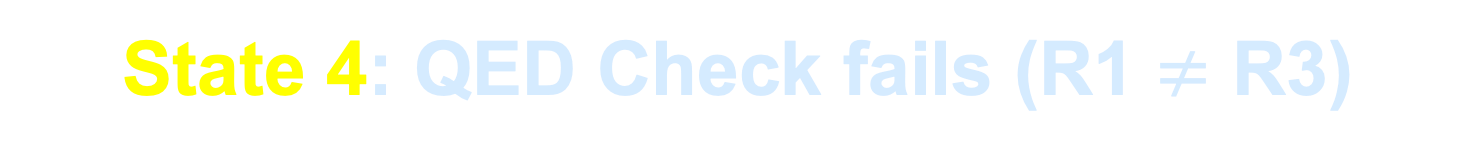 State 4: QED Check fails (R1 ≠ R3)